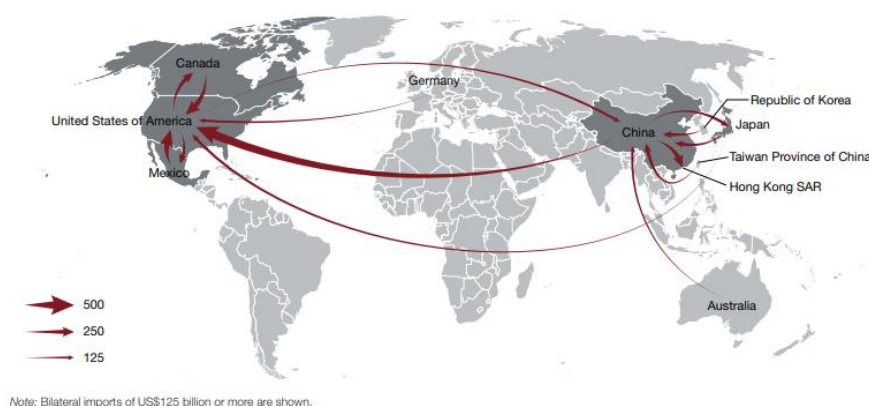 Canada
Germany
Republic of Korea
United States of America
China
Japan
Mexico
Taiwan Province of China
Hong Kong SAR
Australia
500
250
125
Note: Bilateral imports of US$125 billion or more are shown.